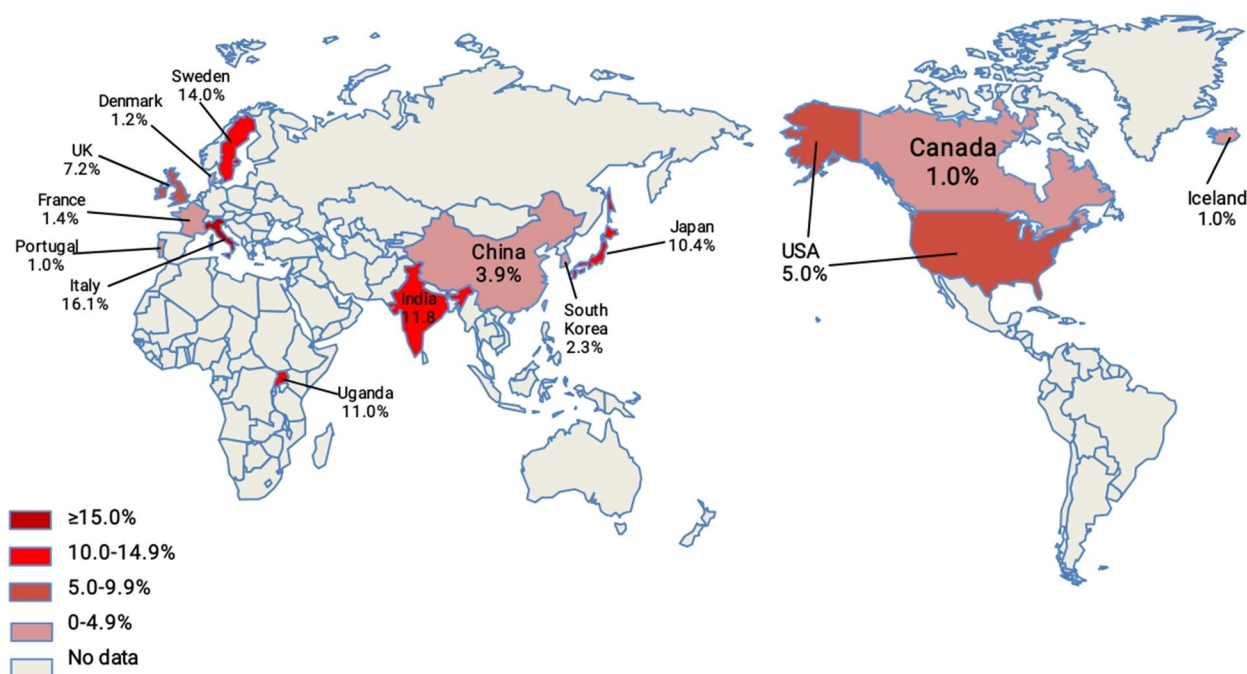 Sweden
14.0%
Denmark
1.2%
UK
7.2%
France
1.4%
Portugal
1.0%
Italy
16.1%
China
3.9%
India
11.8
Japan
10.4%
South
Korea
2.3%
Uganda
11.0%
Canada
1.0%
USA
5.0%
Iceland
1.0%
≥15.0%
10.0-14.9%
5.0-9.9%
0-4.9%
No data